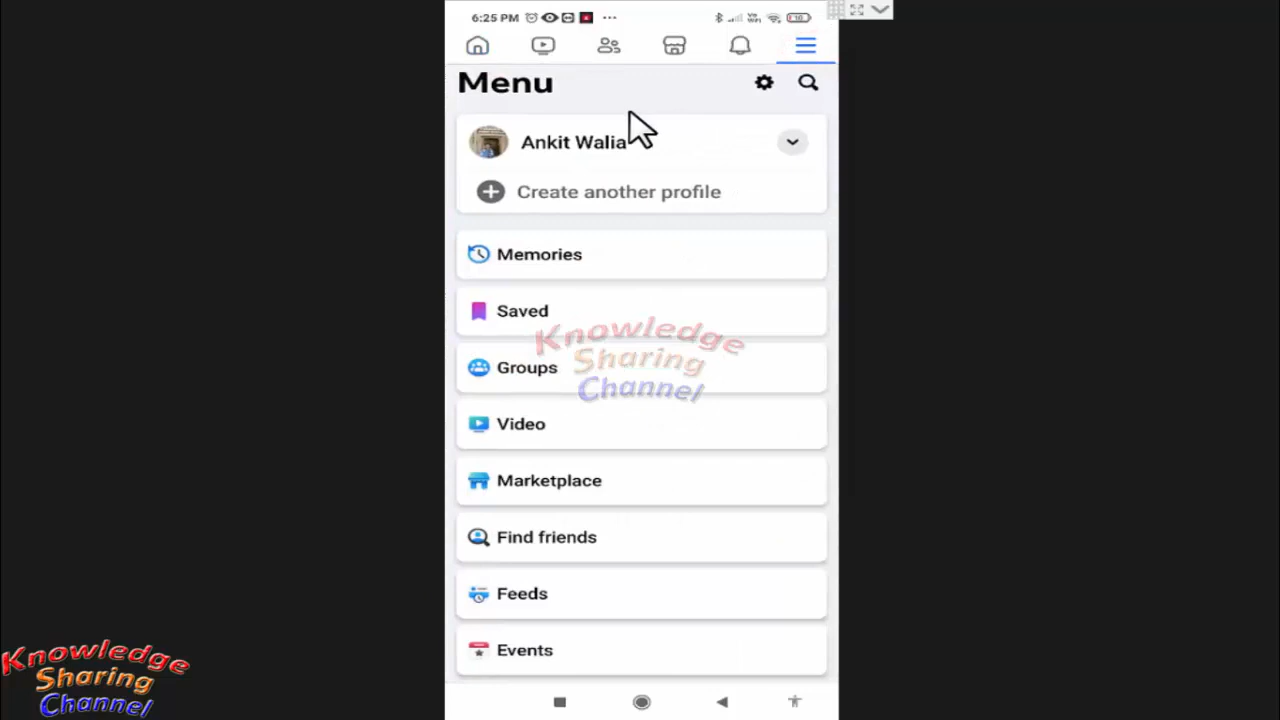 6:25 PM
Menu
Ankit Walia
Create another profile
Memories
Saved
Groups
Video
Marketplace
Find friends
Feeds
Events
Knowledge
Sharing
Channel
Knowledge
Sharing
Channel